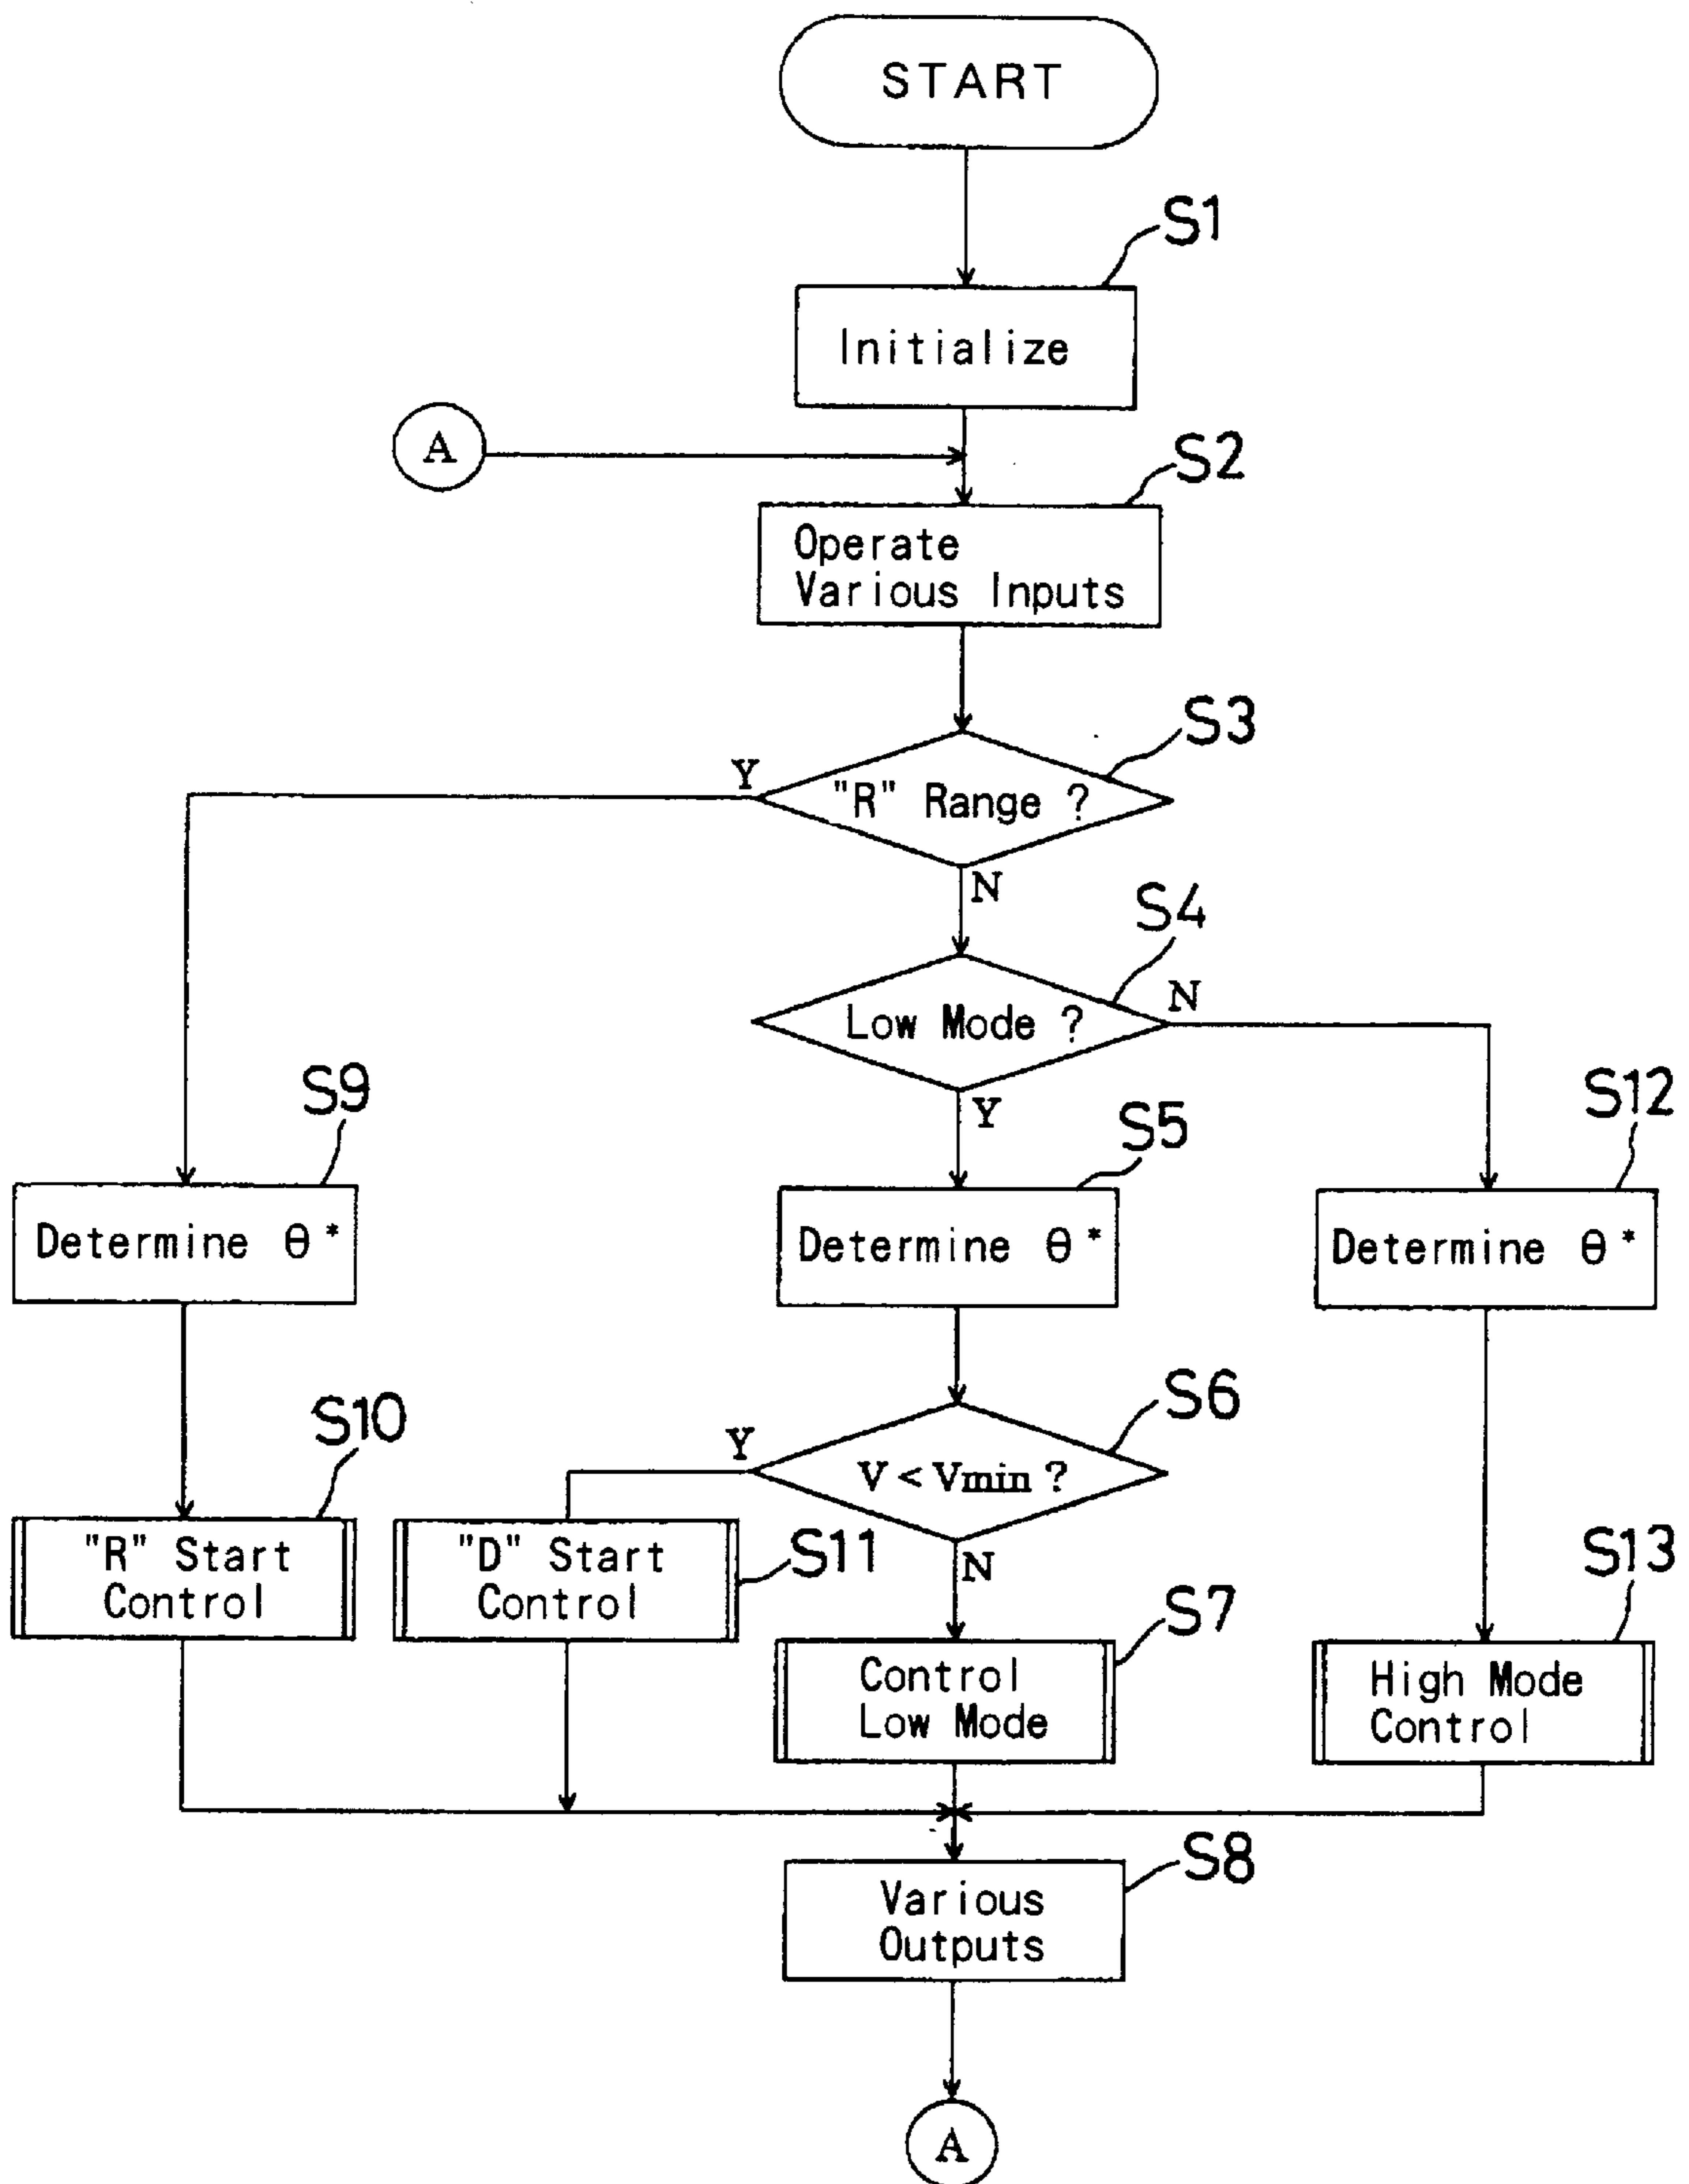 START
S1
Initialize
A
S2
Operate
Various Inputs
S3
Y
"R" Range ?
N
S4
N
Low Mode ?
Y
S9
S5
S12
Determine θ*
Determine θ*
Determine θ*
S10
S6
Y
V < Vmin ?
N
"R" Start
Control
"D" Start
Control
S11
S7
S13
Control
Low Mode
High Mode
Control
S8
Various
Outputs
A